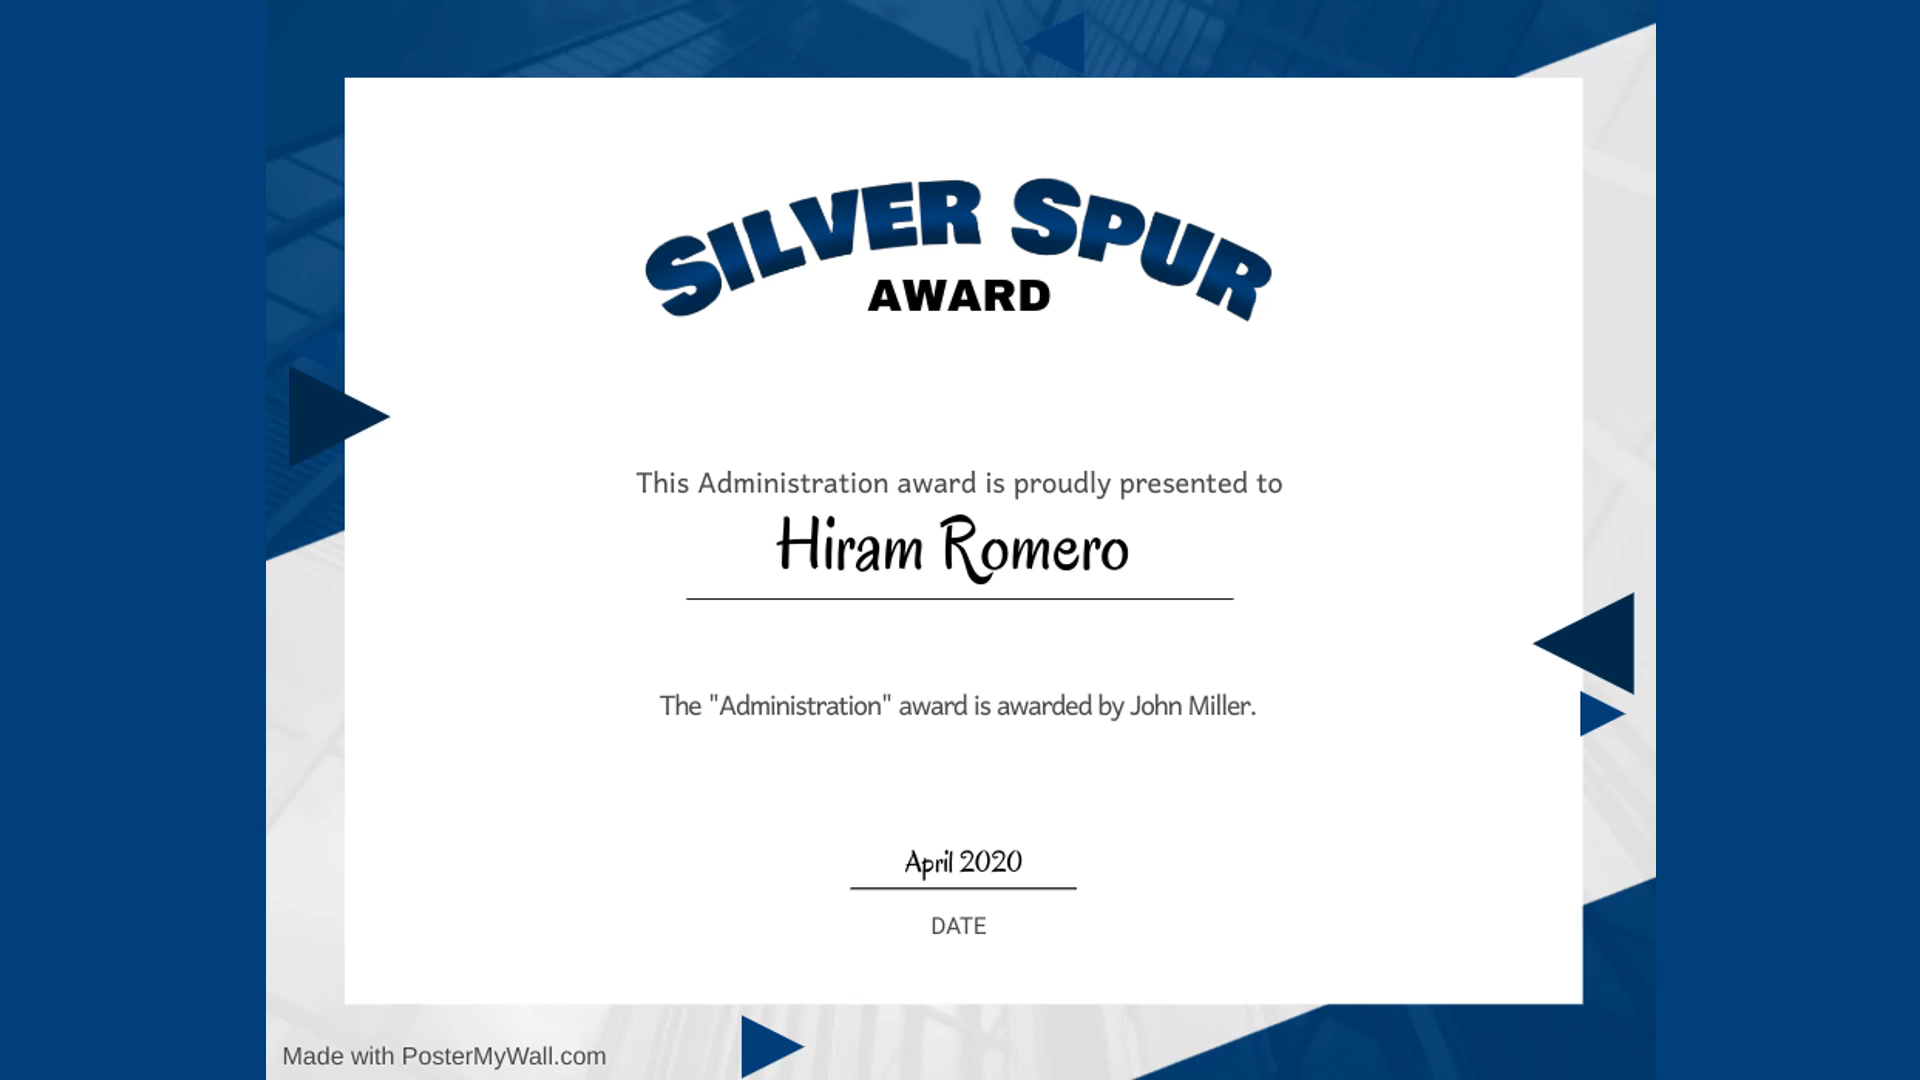 SILVER SPUR
AWARD
This Administration award is proudly presented to
Hiram Romero
The "Administration" award is awarded by John Miller.
April 2020
DATE
Made with PosterMyWall.com